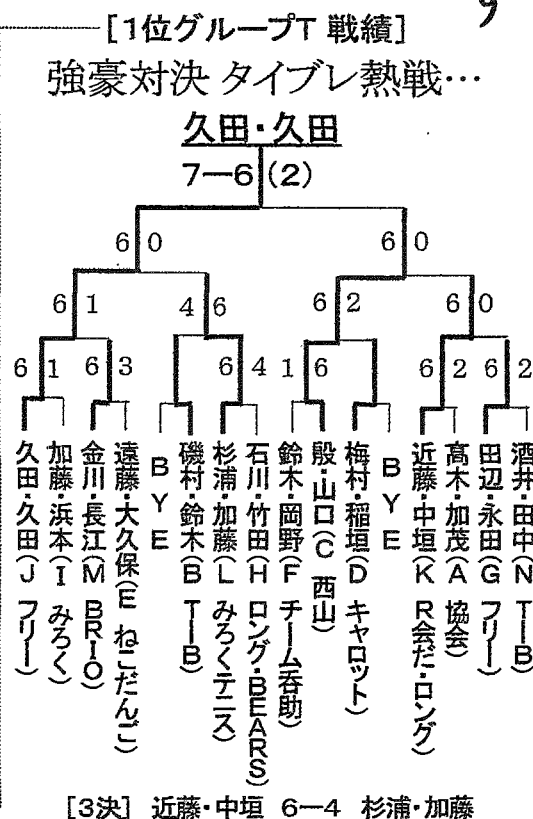 [1位グループT 戦績]
強豪対決 タイブレ熱戦…
久田・久田
7—6 (2)
6 0 6 0
6 1 4 6 6 2 6 0
6 1 6 3 6 4 1 6 6 2 6 2
久田・久田(J フリー)
加藤・浜本(I みろく)
金川・長江(M BRIO)
遠藤・大久保(E ねこだんご)
BYE
磯村・鈴木(B T—B)
杉浦・加藤(L みろくテニス)
石川・竹田(H ロング・BEARS)
鈴木・岡野(F チーム呑助)
殷・山口(C 西山)
梅村・稲垣(D キャロット)
BYE
近藤・中垣(K R会だ・ロング)
髙木・加茂(A 協会)
田辺・永田(G フリー)
酒井・田中(N T—B)
[3決] 近藤・中垣 6—4 杉浦・加藤